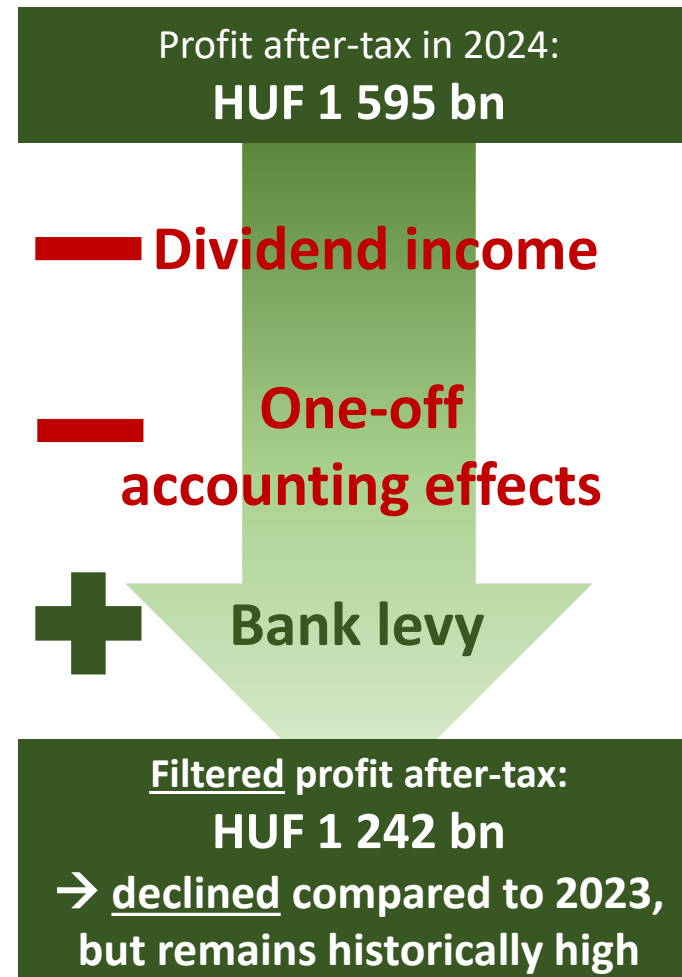 Profit after-tax in 2024:
HUF 1 595 bn
Dividend income
One-off
accounting effects
Bank levy
Filtered profit after-tax:
HUF 1 242 bn
→ declined compared to 2023,
but remains historically high